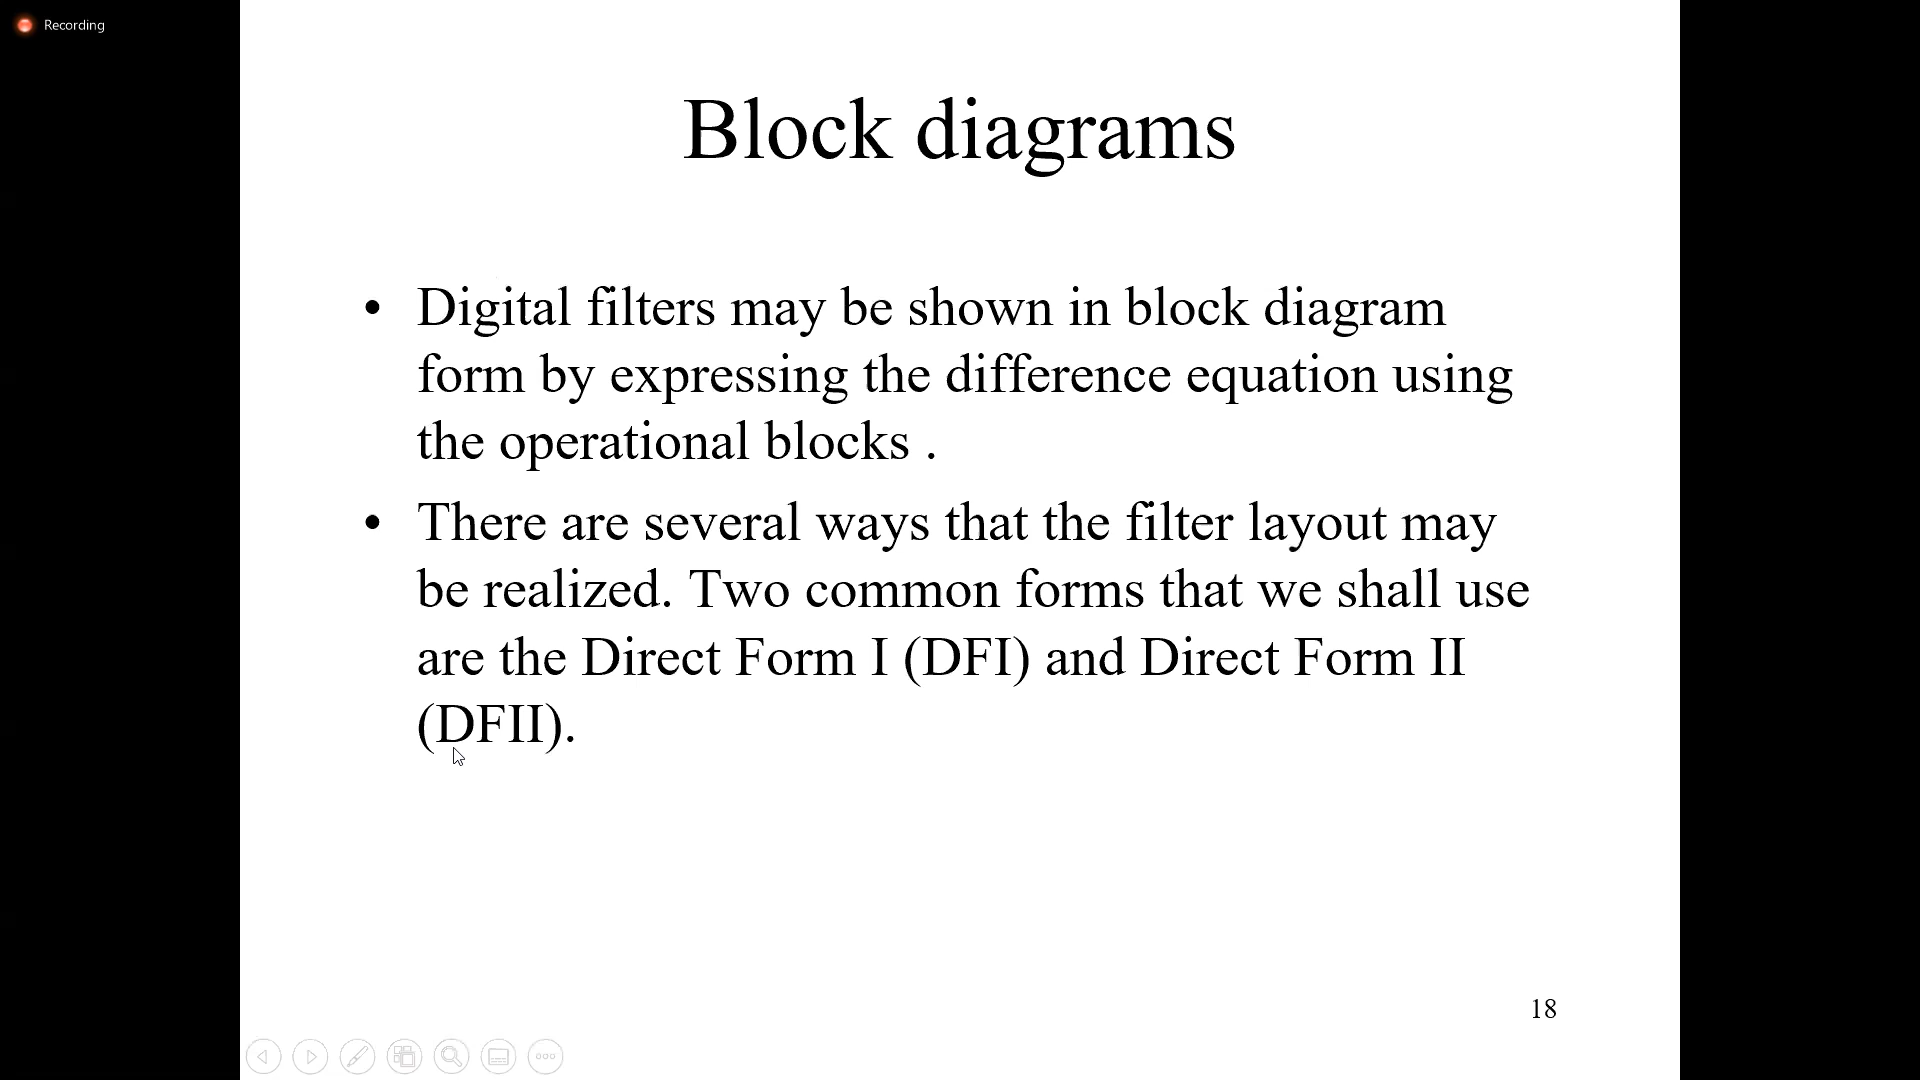 Recording
Block diagrams
• Digital filters may be shown in block diagram
form by expressing the difference equation using
the operational blocks .
• There are several ways that the filter layout may
be realized. Two common forms that we shall use
are the Direct Form I (DFI) and Direct Form II
(DFII).
18